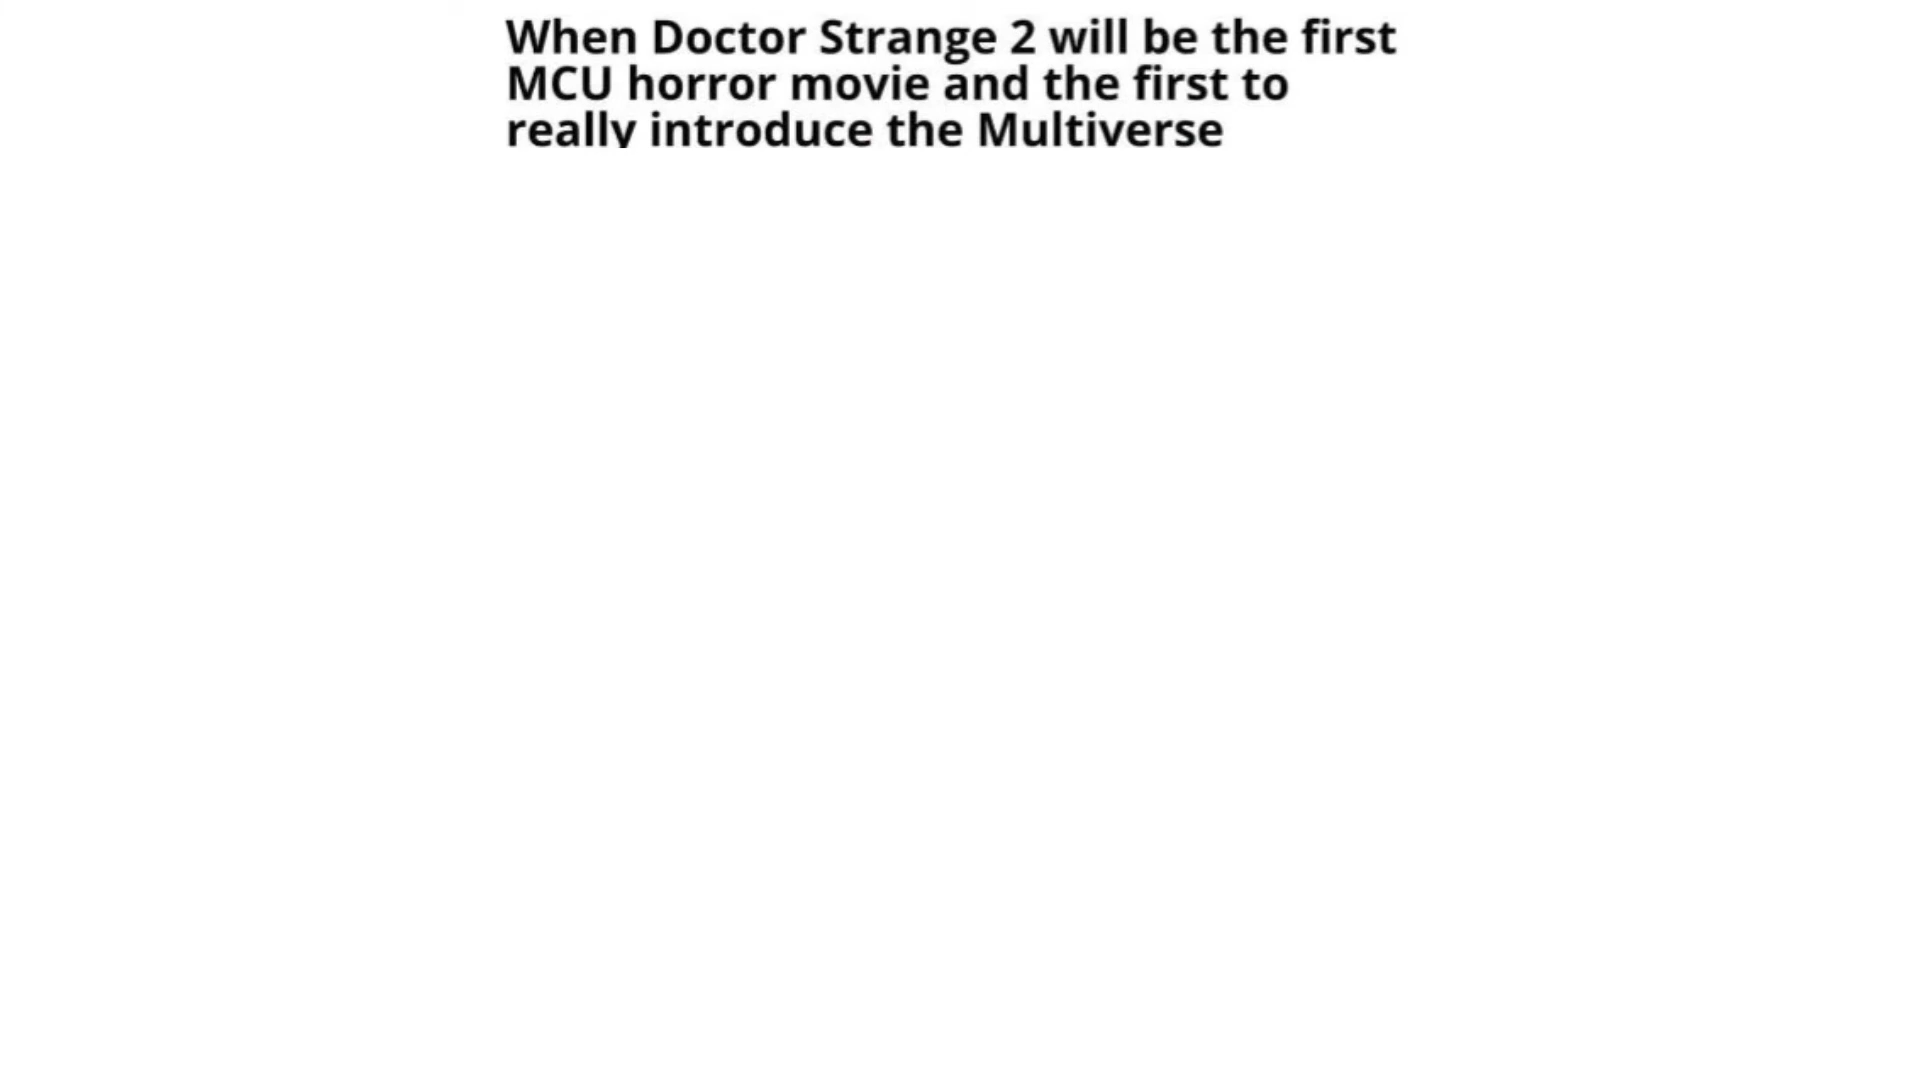 When Doctor Strange 2 will be the first
MCU horror movie and the first to
really introduce the Multiverse